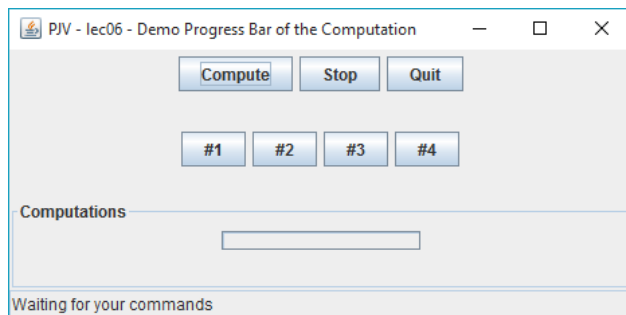 PJV - lec06 - Demo Progress Bar of the Computation
Compute Stop Quit
#1 #2 #3 #4
Computations
Waiting for your commands